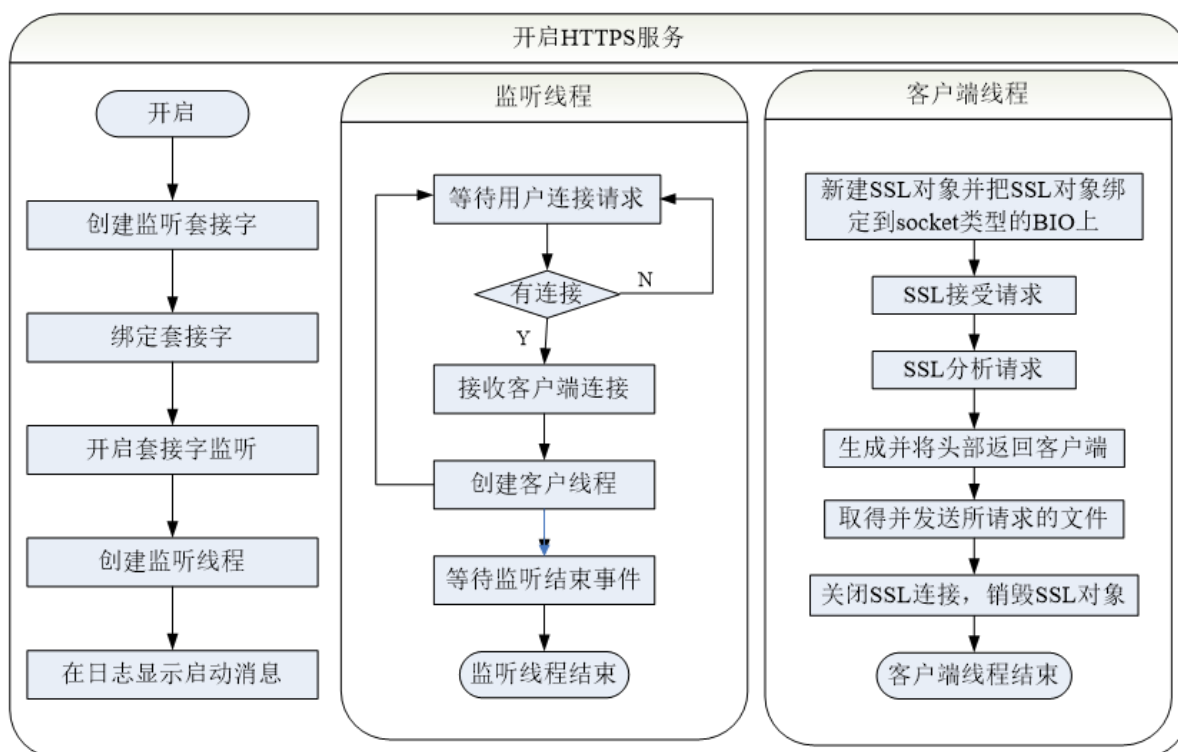 开启HTTPS服务
开启
创建监听套接字
绑定套接字
开启套接字监听
创建监听线程
在日志显示启动消息
监听线程
等待用户连接请求
有连接
N
Y
接收客户端连接
创建客户线程
等待监听结束事件
监听线程结束
客户端线程
新建SSL对象并把SSL对象绑
定到socket类型的BIO上
SSL接受请求
SSL分析请求
生成并将头部返回客户端
取得并发送所请求的文件
关闭SSL连接，销毁SSL对象
客户端线程结束